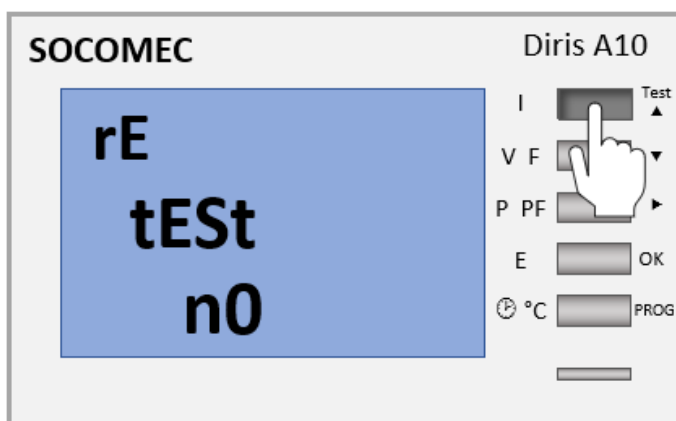 SOCOMEC
Diris A10
rE
tESt
n0
I
Test
▲
V F
▼
P PF
►
E
OK
°C
PROG